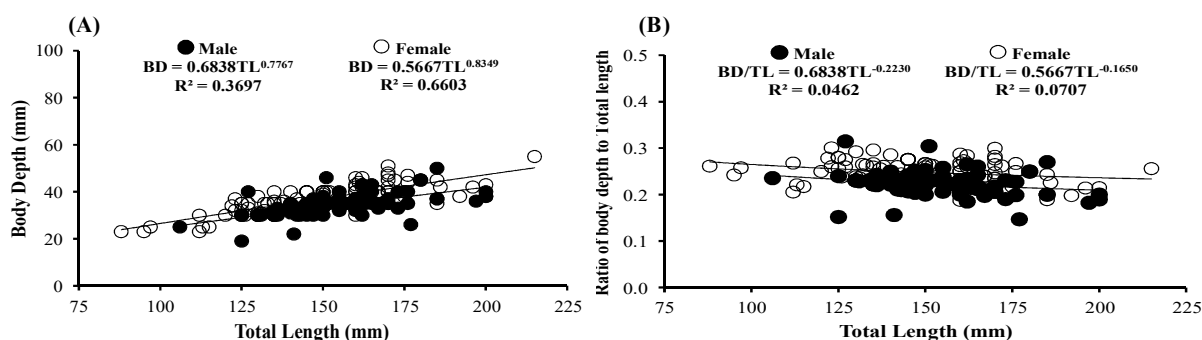 (A)
Male
Female
BD = 0.6838TL^0.7767
BD = 0.5667TL^0.8349
R² = 0.3697
R² = 0.6603
Body Depth (mm)
100
80
60
40
20
0
75
100
125
150
175
200
225
Total Length (mm)
(B)
Male
Female
BD/TL = 0.6838TL^-0.2230
BD/TL = 0.5667TL^-0.1650
R² = 0.0462
R² = 0.0707
Ratio of body depth to Total length
0.5
0.4
0.3
0.2
0.1
0.0
75
100
125
150
175
200
225
Total Length (mm)